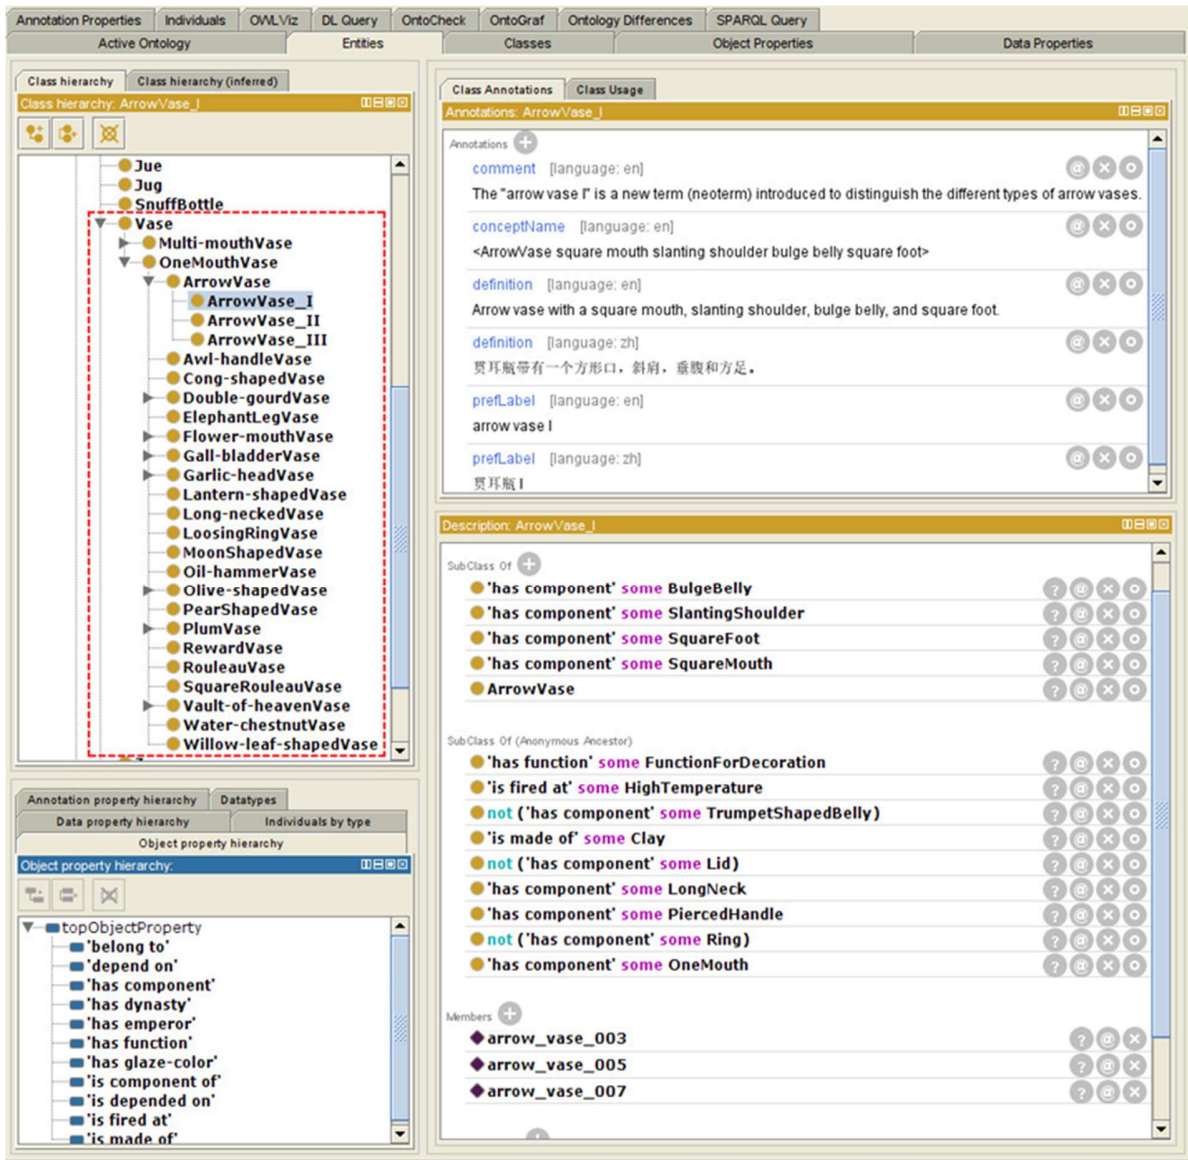 Annotation Properties Individuals OWLViz DL Query OntoCheck OntoGraf Ontology Differences SPARQL Query
Active Ontology Entities Classes Object Properties Data Properties
Class hierarchy Class hierarchy (inferred)
Class hierarchy: ArrowVase_I
Jue
Jug
SnuffBottle
Vase
Multi-mouthVase
OneMouthVase
ArrowVase
ArrowVase_I
ArrowVase_II
ArrowVase_III
Awl-handleVase
Cong-shapedVase
Double-gourdVase
ElephantLegVase
Flower-mouthVase
Gall-bladderVase
Garlic-headVase
Lantern-shapedVase
Long-neckedVase
LoosingRingVase
MoonShapedVase
Oil-hammerVase
Olive-shapedVase
PearShapedVase
PlumVase
RewardVase
RouleauVase
SquareRouleauVase
Vault-of-heavenVase
Water-chestnutVase
Willow-leaf-shapedVase
Annotation property hierarchy Datatypes
Data property hierarchy Individuals by type
Object property hierarchy
Object property hierarchy:
topObjectProperty
'belong to'
'depend on'
'has component'
'has dynasty'
'has emperor'
'has function'
'has glaze-color'
'is component of'
'is depended on'
'is fired at'
'is made of'
Class Annotations Class Usage
Annotations: ArrowVase_I
Annotations
comment [language: en]
The "arrow vase I" is a new term (neoterm) introduced to distinguish the different types of arrow vases.
conceptName [language: en]
<ArrowVase square mouth slanting shoulder bulge belly square foot>
definition [language: en]
Arrow vase with a square mouth, slanting shoulder, bulge belly, and square foot.
definition [language: zh]
贯耳瓶带有一个方形口，斜肩，垂腹和方足。
prefLabel [language: en]
arrow vase I
prefLabel [language: zh]
贯耳瓶 I
Description: ArrowVase_I
SubClass Of
'has component' some BulgeBelly
'has component' some SlantingShoulder
'has component' some SquareFoot
'has component' some SquareMouth
ArrowVase
SubClass Of (Anonymous Ancestor)
'has function' some FunctionForDecoration
'is fired at' some HighTemperature
not ('has component' some TrumpetShapedBelly)
'is made of' some Clay
not ('has component' some Lid)
'has component' some LongNeck
'has component' some PiercedHandle
not ('has component' some Ring)
'has component' some OneMouth
Members
arrow_vase_003
arrow_vase_005
arrow_vase_007